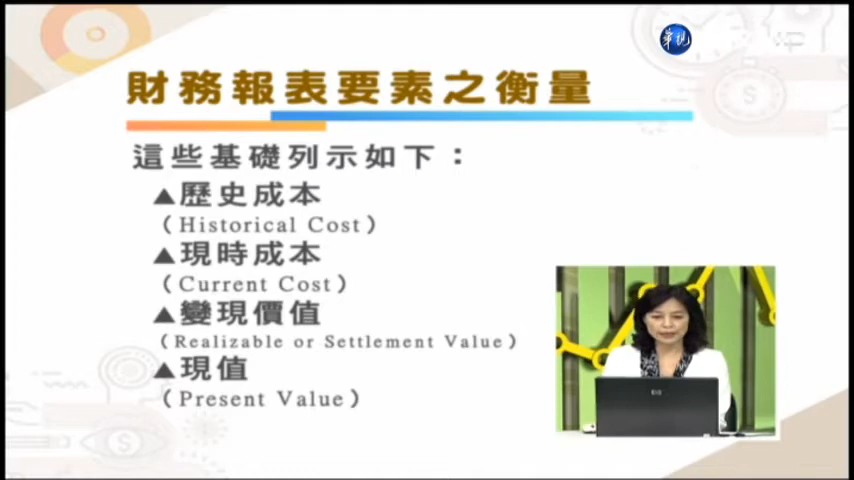 華視
財務報表要素之衡量
這些基礎列示如下：
▲歷史成本
（Historical Cost）
▲現時成本
（Current Cost）
▲變現價值
（Realizable or Settlement Value）
▲現值
（Present Value）